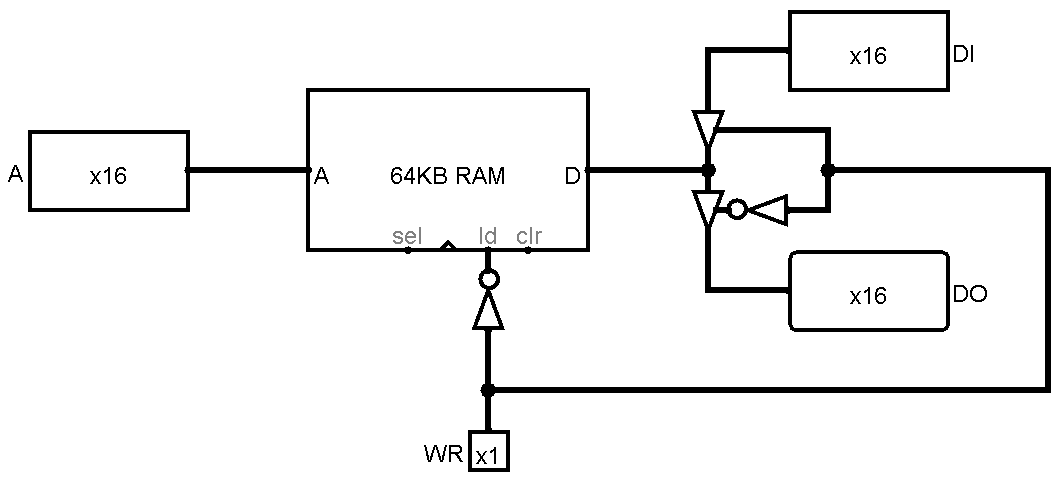 x16 DI
A x16
A 64KB RAM D
sel ld clr
x16 DO
WR x1